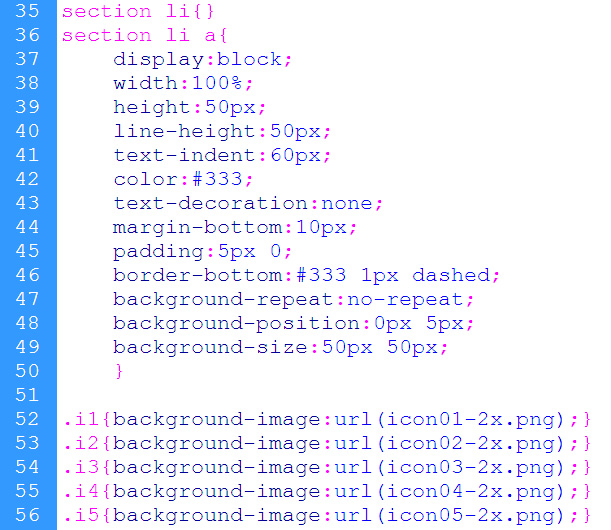 35 section li{}
36 section li a{
37 display:block;
38 width:100%;
39 height:50px;
40 line-height:50px;
41 text-indent:60px;
42 color:#333;
43 text-decoration:none;
44 margin-bottom:10px;
45 padding:5px 0;
46 border-bottom:#333 1px dashed;
47 background-repeat:no-repeat;
48 background-position:0px 5px;
49 background-size:50px 50px;
50 }
51
52 .i1{background-image:url(icon01-2x.png);}
53 .i2{background-image:url(icon02-2x.png);}
54 .i3{background-image:url(icon03-2x.png);}
55 .i4{background-image:url(icon04-2x.png);}
56 .i5{background-image:url(icon05-2x.png);}